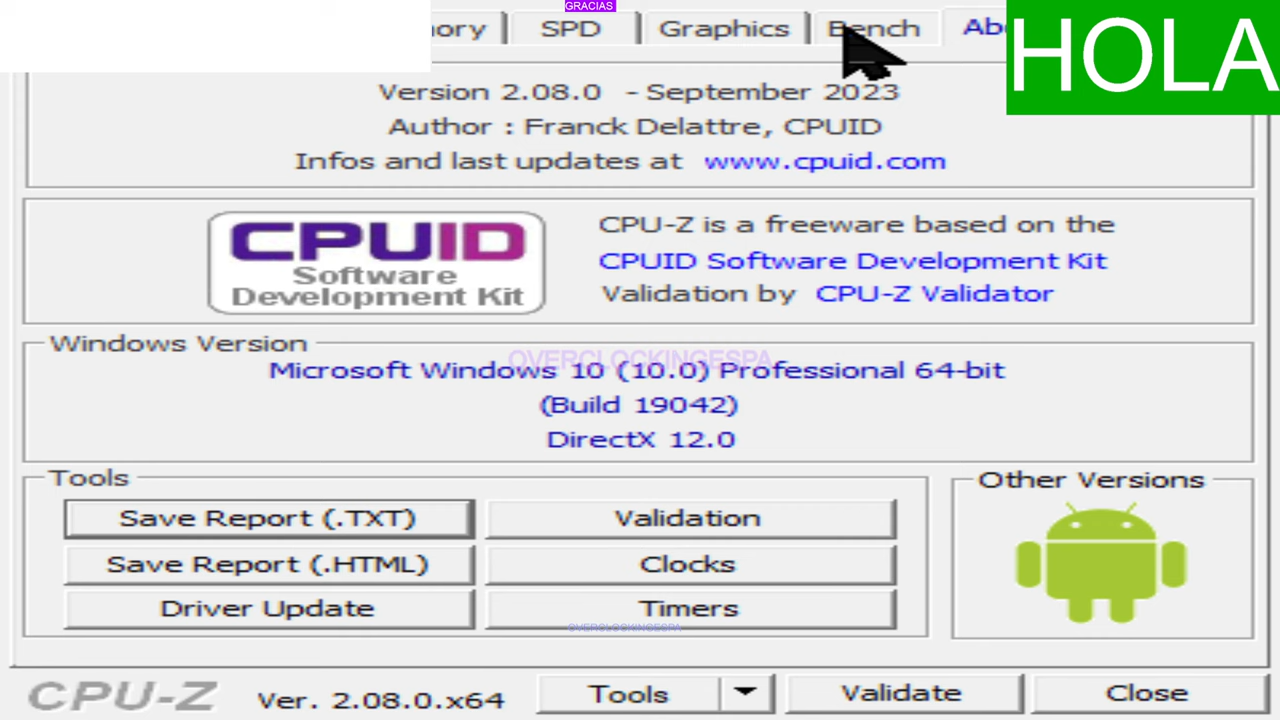 GRACIAS
ory SPD Graphics Bench Abo
HOLA
Version 2.08.0 - September 2023
Author : Franck Delattre, CPUID
Infos and last updates at www.cpuid.com
CPUID
Software
Development Kit
CPU-Z is a freeware based on the
CPUID Software Development Kit
Validation by CPU-Z Validator
Windows Version
OVERCLOCKINGESPA
Microsoft Windows 10 (10.0) Professional 64-bit
(Build 19042)
DirectX 12.0
Tools
Save Report (.TXT)
Validation
Save Report (.HTML)
Clocks
Driver Update
Timers
OVERCLOCKINGESPA
Other Versions
CPU-Z Ver. 2.08.0.x64 Tools Validate Close